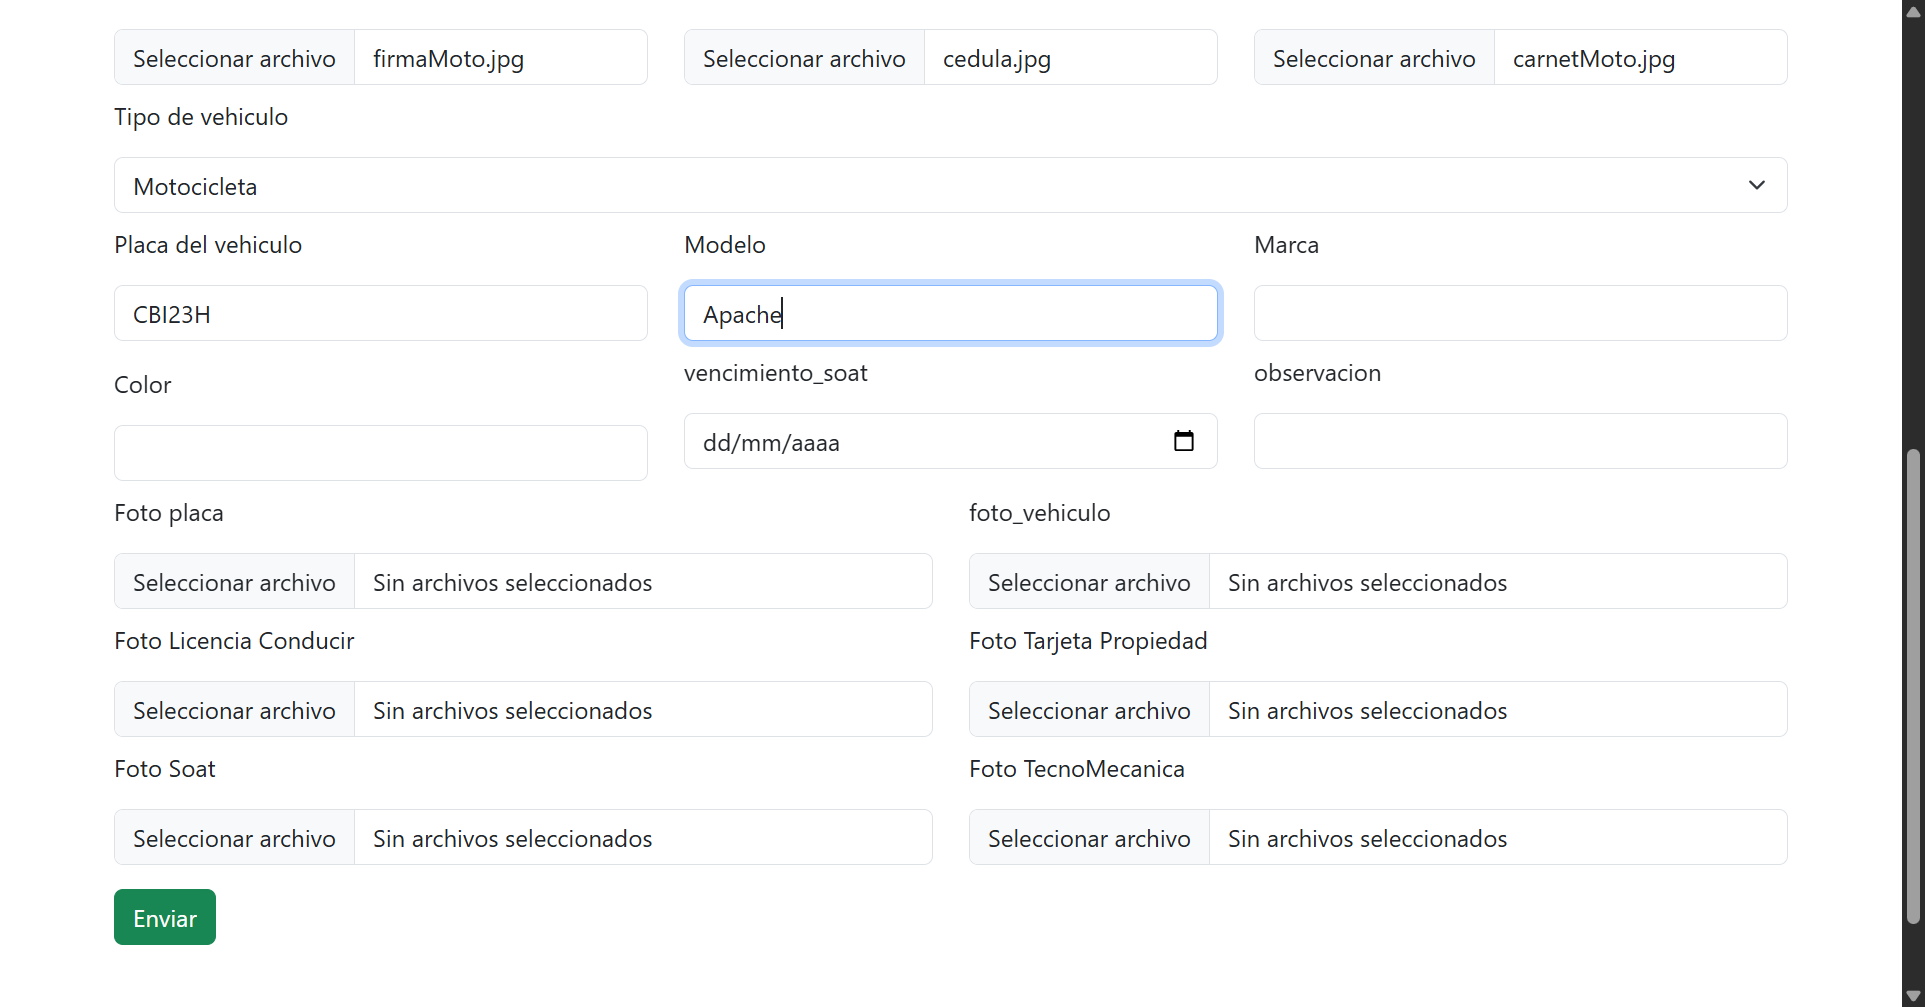 Seleccionar archivo firmaMoto.jpg Seleccionar archivo cedula.jpg Seleccionar archivo carnetMoto.jpg
Tipo de vehiculo
Motocicleta
Placa del vehiculo Modelo Marca
CBI23H Apache
Color vencimiento_soat observacion
dd/mm/aaaa
Foto placa foto_vehiculo
Seleccionar archivo Sin archivos seleccionados Seleccionar archivo Sin archivos seleccionados
Foto Licencia Conducir Foto Tarjeta Propiedad
Seleccionar archivo Sin archivos seleccionados Seleccionar archivo Sin archivos seleccionados
Foto Soat Foto TecnoMecanica
Seleccionar archivo Sin archivos seleccionados Seleccionar archivo Sin archivos seleccionados
Enviar